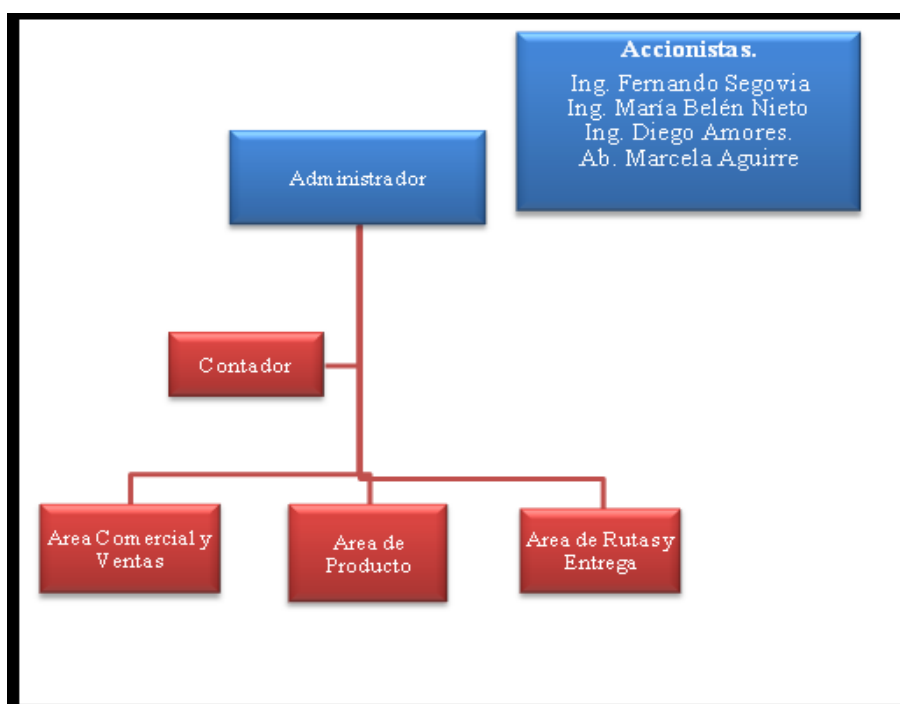 Accionistas.
Ing. Fernando Segovia
Ing. María Belén Nieto
Ing. Diego Amores.
Ab. Marcela Aguirre
Administrador
Contador
Area Comercial y
Ventas
Area de
Producto
Area de Rutas y
Entrega